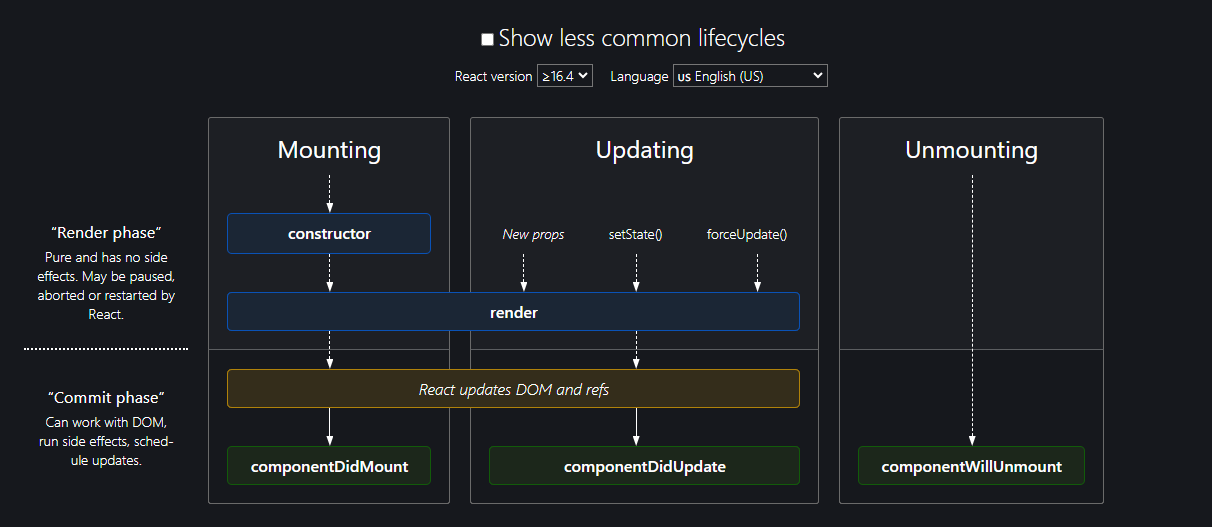 Show less common lifecycles
React version ≥16.4 Language us English (US)
Mounting
Updating
Unmounting
“Render phase“
Pure and has no side
effects. May be paused,
aborted or restarted by
React.
constructor
New props
setState()
forceUpdate()
render
“Commit phase“
Can work with DOM,
run side effects, sched-
ule updates.
React updates DOM and refs
componentDidMount
componentDidUpdate
componentWillUnmount